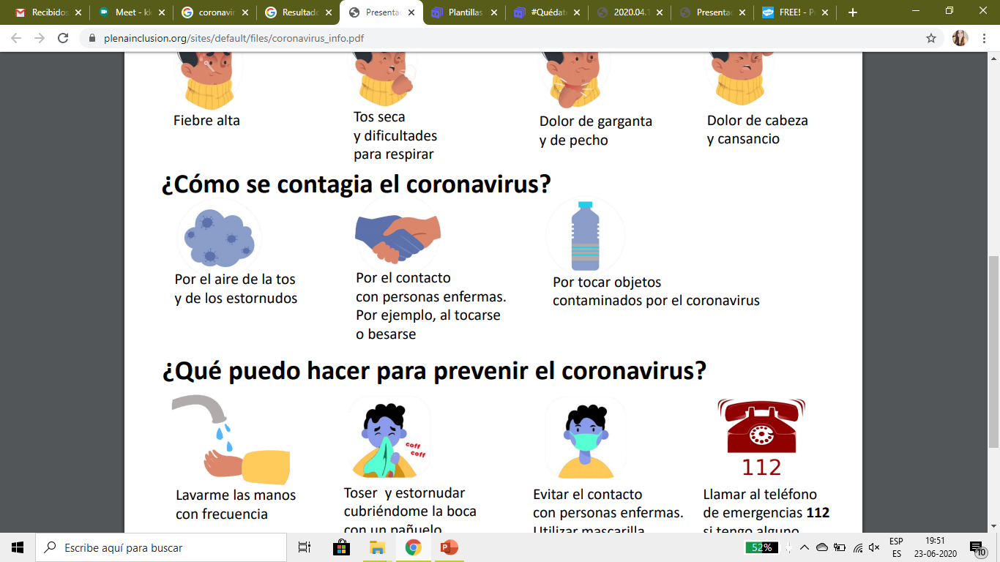 Recibidos
Meet - kk
coronavir
Resultado
Presentac
Plantillas
#Quédat
2020.04.1
Presentac
FREE! - P
plenainclusion.org/sites/default/files/coronavirus_info.pdf
Fiebre alta
Tos seca
y dificultades
para respirar
Dolor de garganta
y de pecho
Dolor de cabeza
y cansancio
¿Cómo se contagia el coronavirus?
Por el aire de la tos
y de los estornudos
Por el contacto
con personas enfermas.
Por ejemplo, al tocarse
o besarse
Por tocar objetos
contaminados por el coronavirus
¿Qué puedo hacer para prevenir el coronavirus?
coff
coff
112
Lavarme las manos
con frecuencia
Toser y estornudar
cubriéndome la boca
con un pañuelo
Evitar el contacto
con personas enfermas.
Utilizar mascarilla
Llamar al teléfono
de emergencias 112
si tengo alguno
Escribe aquí para buscar
52%
ESP
ES
19:51
23-06-2020
10